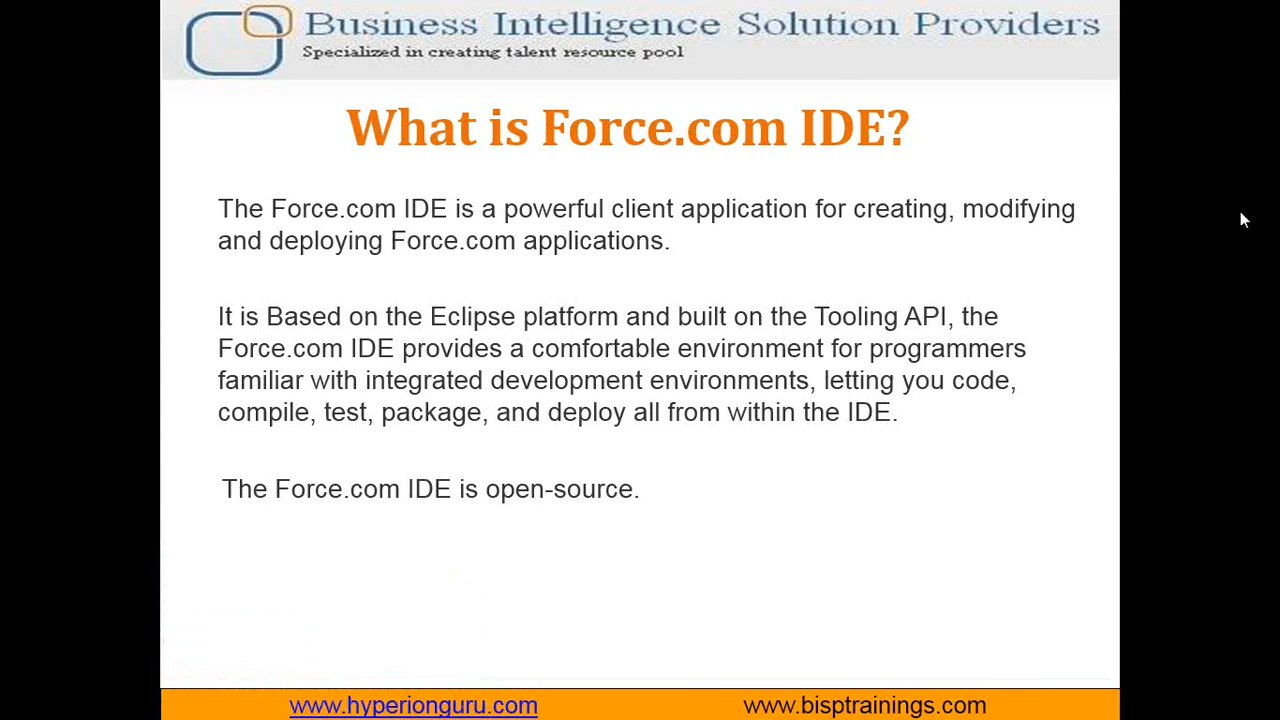 Business Intelligence Solution Providers
Specialized in creating talent resource pool
What is Force.com IDE?
The Force.com IDE is a powerful client application for creating, modifying
and deploying Force.com applications.
It is Based on the Eclipse platform and built on the Tooling API, the
Force.com IDE provides a comfortable environment for programmers
familiar with integrated development environments, letting you code,
compile, test, package, and deploy all from within the IDE.
The Force.com IDE is open-source.
www.hyperionguru.com www.bisptrainings.com